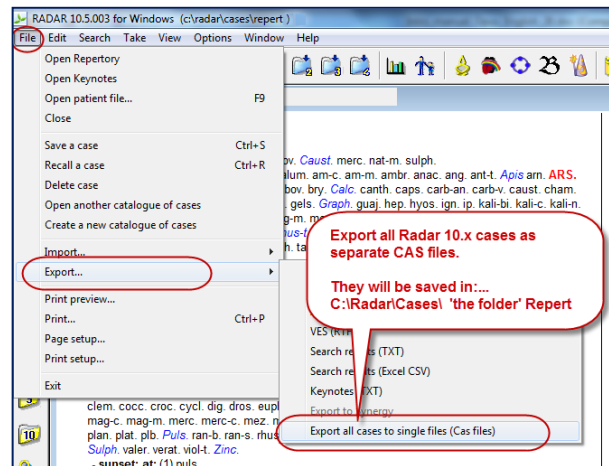 RADAR 10.5.003 for Windows (c:\radar\cases\repert )
File Edit Search Take View Options Window Help
Open Repertory
Open Keynotes
Open patient file... F9
Close
Save a case Ctrl+S
Recall a case Ctrl+R
Delete case
Open another catalogue of cases
Create a new catalogue of cases
Import...
Export...
Print preview...
Print... Ctrl+P
Page setup...
Print setup...
Exit
2 3
ov. Caust. merc. nat-m. sulph.
alum. am-c. am-m. ambr. anac. ang. ant-t. Apis arn. ARS.
bov. bry. Calc. canth. caps. carb-an. carb-v. caust. cham.
gels. Graph. guaj. hep. hyos. ign. ip. kali-bi. kali-c. kali-n.
Export all Radar 10.x cases as
separate CAS files.
They will be saved in:...
C:\Radar\Cases\ 'the folder' Repert
VES (RTF
Search results (TXT)
Search results (Excel CSV)
Keynotes (TXT)
Export to Synergy
Export all cases to single files (Cas files)
9
10
clem. cocc. croc. cycl. dig. dros. eupl
mag-c. mag-m. merc. merc-c. mez. n
plan. plat. plb. Puls. ran-b. ran-s. rhus
Sulph. valer. verat. viol-t. Zinc.
- sunset; at: (1) puls